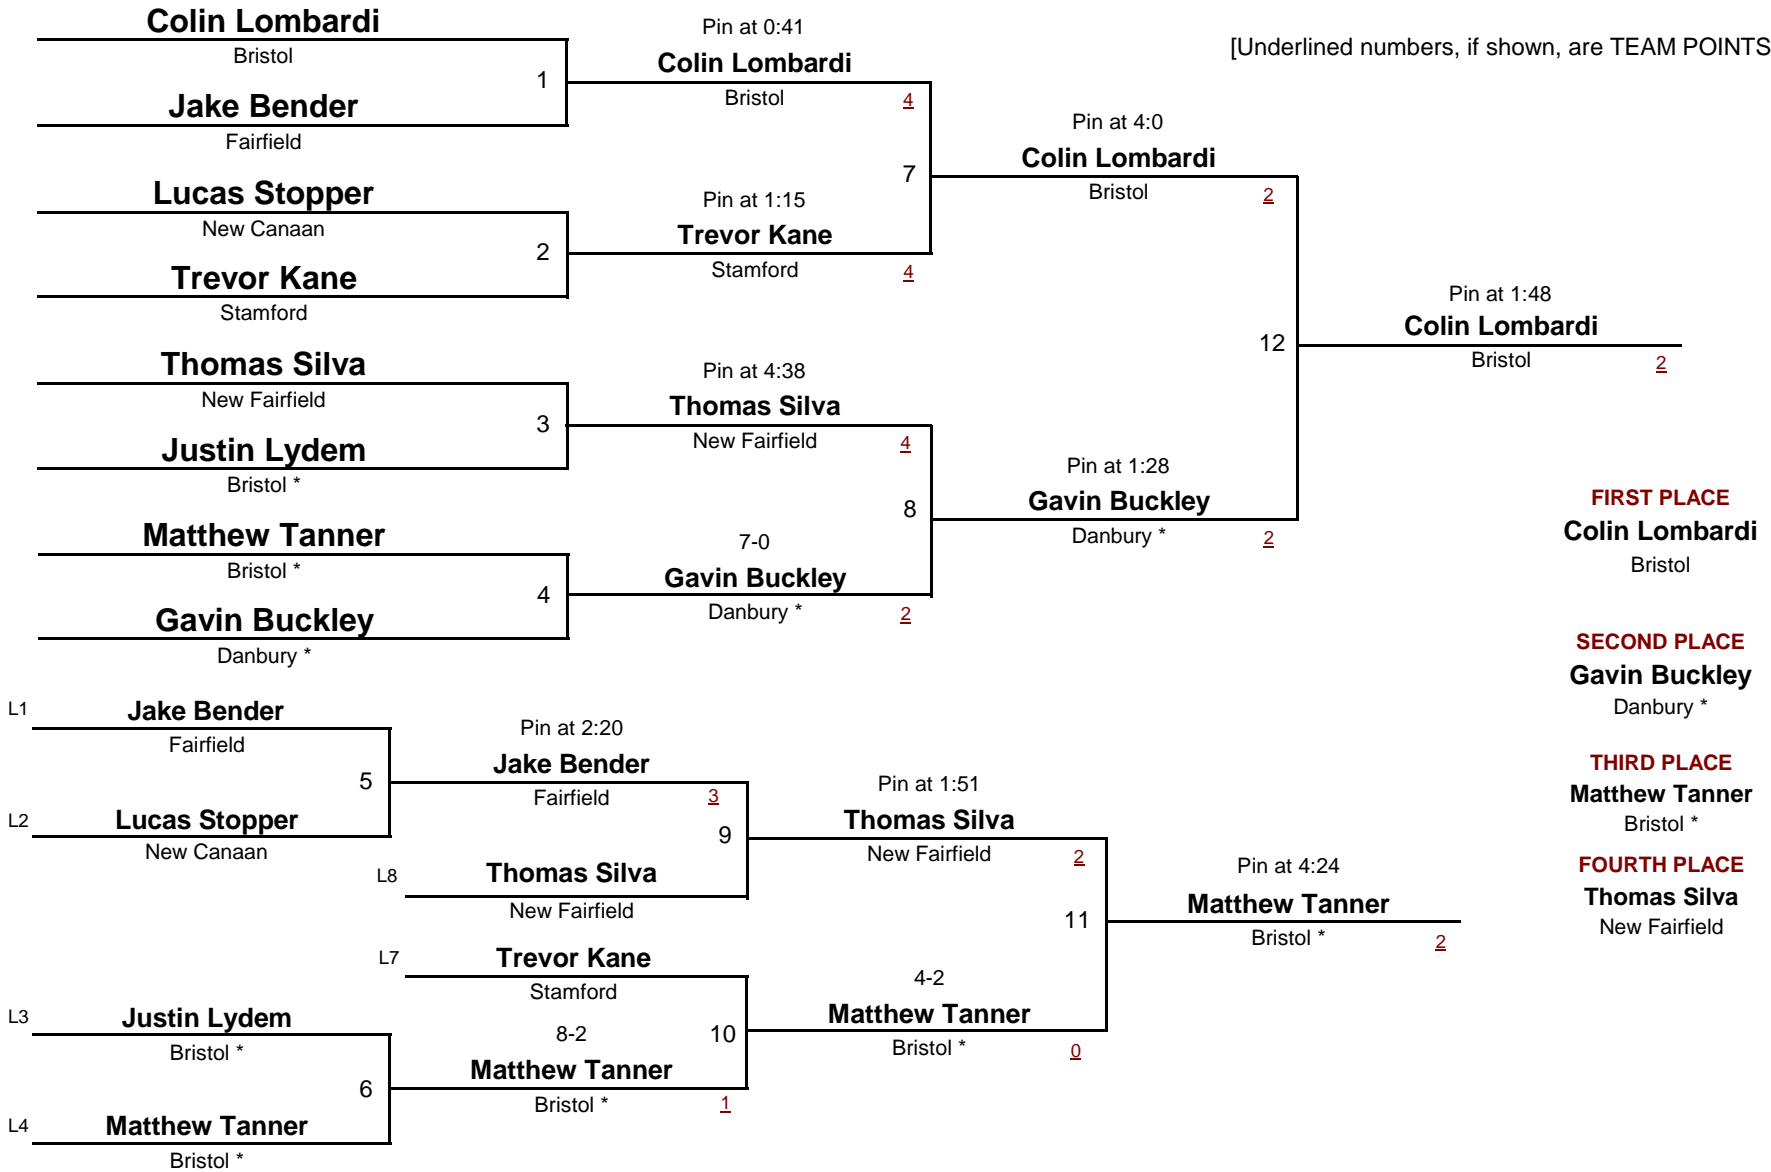 Colin Lombardi
Bristol
1
Jake Bender
Fairfield
Pin at 0:41
Colin Lombardi
Bristol
4
[Underlined numbers, if shown, are TEAM POINTS
Lucas Stopper
New Canaan
2
Trevor Kane
Stamford
Pin at 1:15
Trevor Kane
Stamford
4
7
Pin at 4:0
Colin Lombardi
Bristol
2
Thomas Silva
New Fairfield
3
Justin Lydem
Bristol *
Pin at 4:38
Thomas Silva
New Fairfield
4
Matthew Tanner
Bristol *
4
Gavin Buckley
Danbury *
7-0
Gavin Buckley
Danbury *
2
8
Pin at 1:28
Gavin Buckley
Danbury *
2
12
Pin at 1:48
Colin Lombardi
Bristol
2
FIRST PLACE
Colin Lombardi
Bristol
SECOND PLACE
Gavin Buckley
Danbury *
THIRD PLACE
Matthew Tanner
Bristol *
FOURTH PLACE
Thomas Silva
New Fairfield
L1
Jake Bender
Fairfield
5
L2
Lucas Stopper
New Canaan
Pin at 2:20
Jake Bender
Fairfield
3
9
L8
Thomas Silva
New Fairfield
Pin at 1:51
Thomas Silva
New Fairfield
2
L7
Trevor Kane
Stamford
L3
Justin Lydem
Bristol *
6
L4
Matthew Tanner
Bristol *
8-2
Matthew Tanner
Bristol *
1
10
4-2
Matthew Tanner
Bristol *
0
11
Pin at 4:24
Matthew Tanner
Bristol *
2